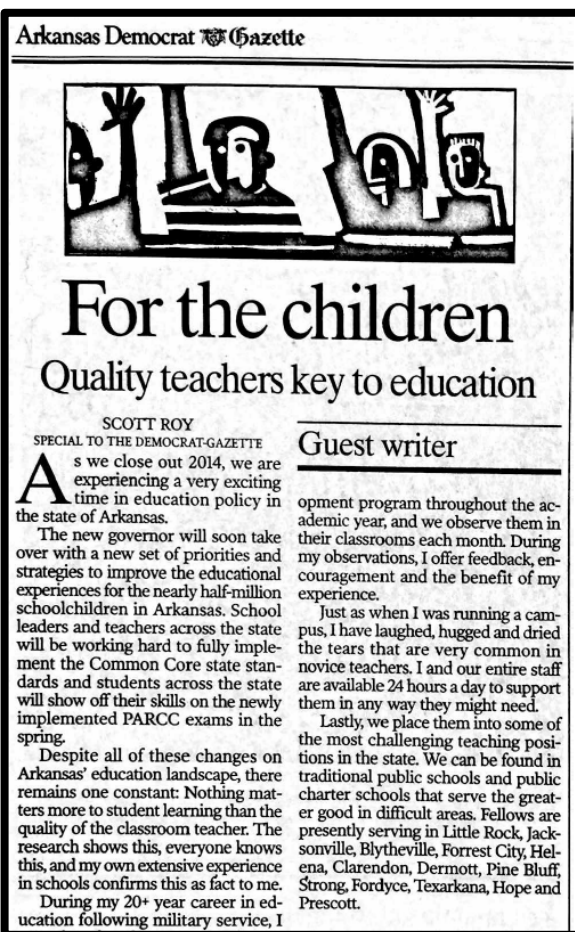 Arkansas Democrat Gazette
For the children
Quality teachers key to education
SCOTT ROY
SPECIAL TO THE DEMOCRAT-GAZETTE
As we close out 2014, we are
experiencing a very exciting
time in education policy in
the state of Arkansas.
The new governor will soon take
over with a new set of priorities and
strategies to improve the educational
experiences for the nearly half-million
schoolchildren in Arkansas. School
leaders and teachers across the state
will be working hard to fully imple-
ment the Common Core state stan-
dards and students across the state
will show off their skills on the newly
implemented PARCC exams in the
spring.
Despite all of these changes on
Arkansas' education landscape, there
remains one constant: Nothing mat-
ters more to student learning than the
quality of the classroom teacher. The
research shows this, everyone knows
this, and my own extensive experience
in schools confirms this as fact to me.
During my 20+ year career in ed-
ucation following military service, I
Guest writer
opment program throughout the ac-
ademic year, and we observe them in
their classrooms each month. During
my observations, I offer feedback, en-
couragement and the benefit of my
experience.
Just as when I was running a cam-
pus, I have laughed, hugged and dried
the tears that are very common in
novice teachers. I and our entire staff
are available 24 hours a day to support
them in any way they might need.
Lastly, we place them into some of
the most challenging teaching posi-
tions in the state. We can be found in
traditional public schools and public
charter schools that serve the great-
er good in difficult areas. Fellows are
presently serving in Little Rock, Jack-
sonville, Blytheville, Forrest City, Hel-
ena, Clarendon, Dermott, Pine Bluff,
Strong, Fordyce, Texarkana, Hope and
Prescott.